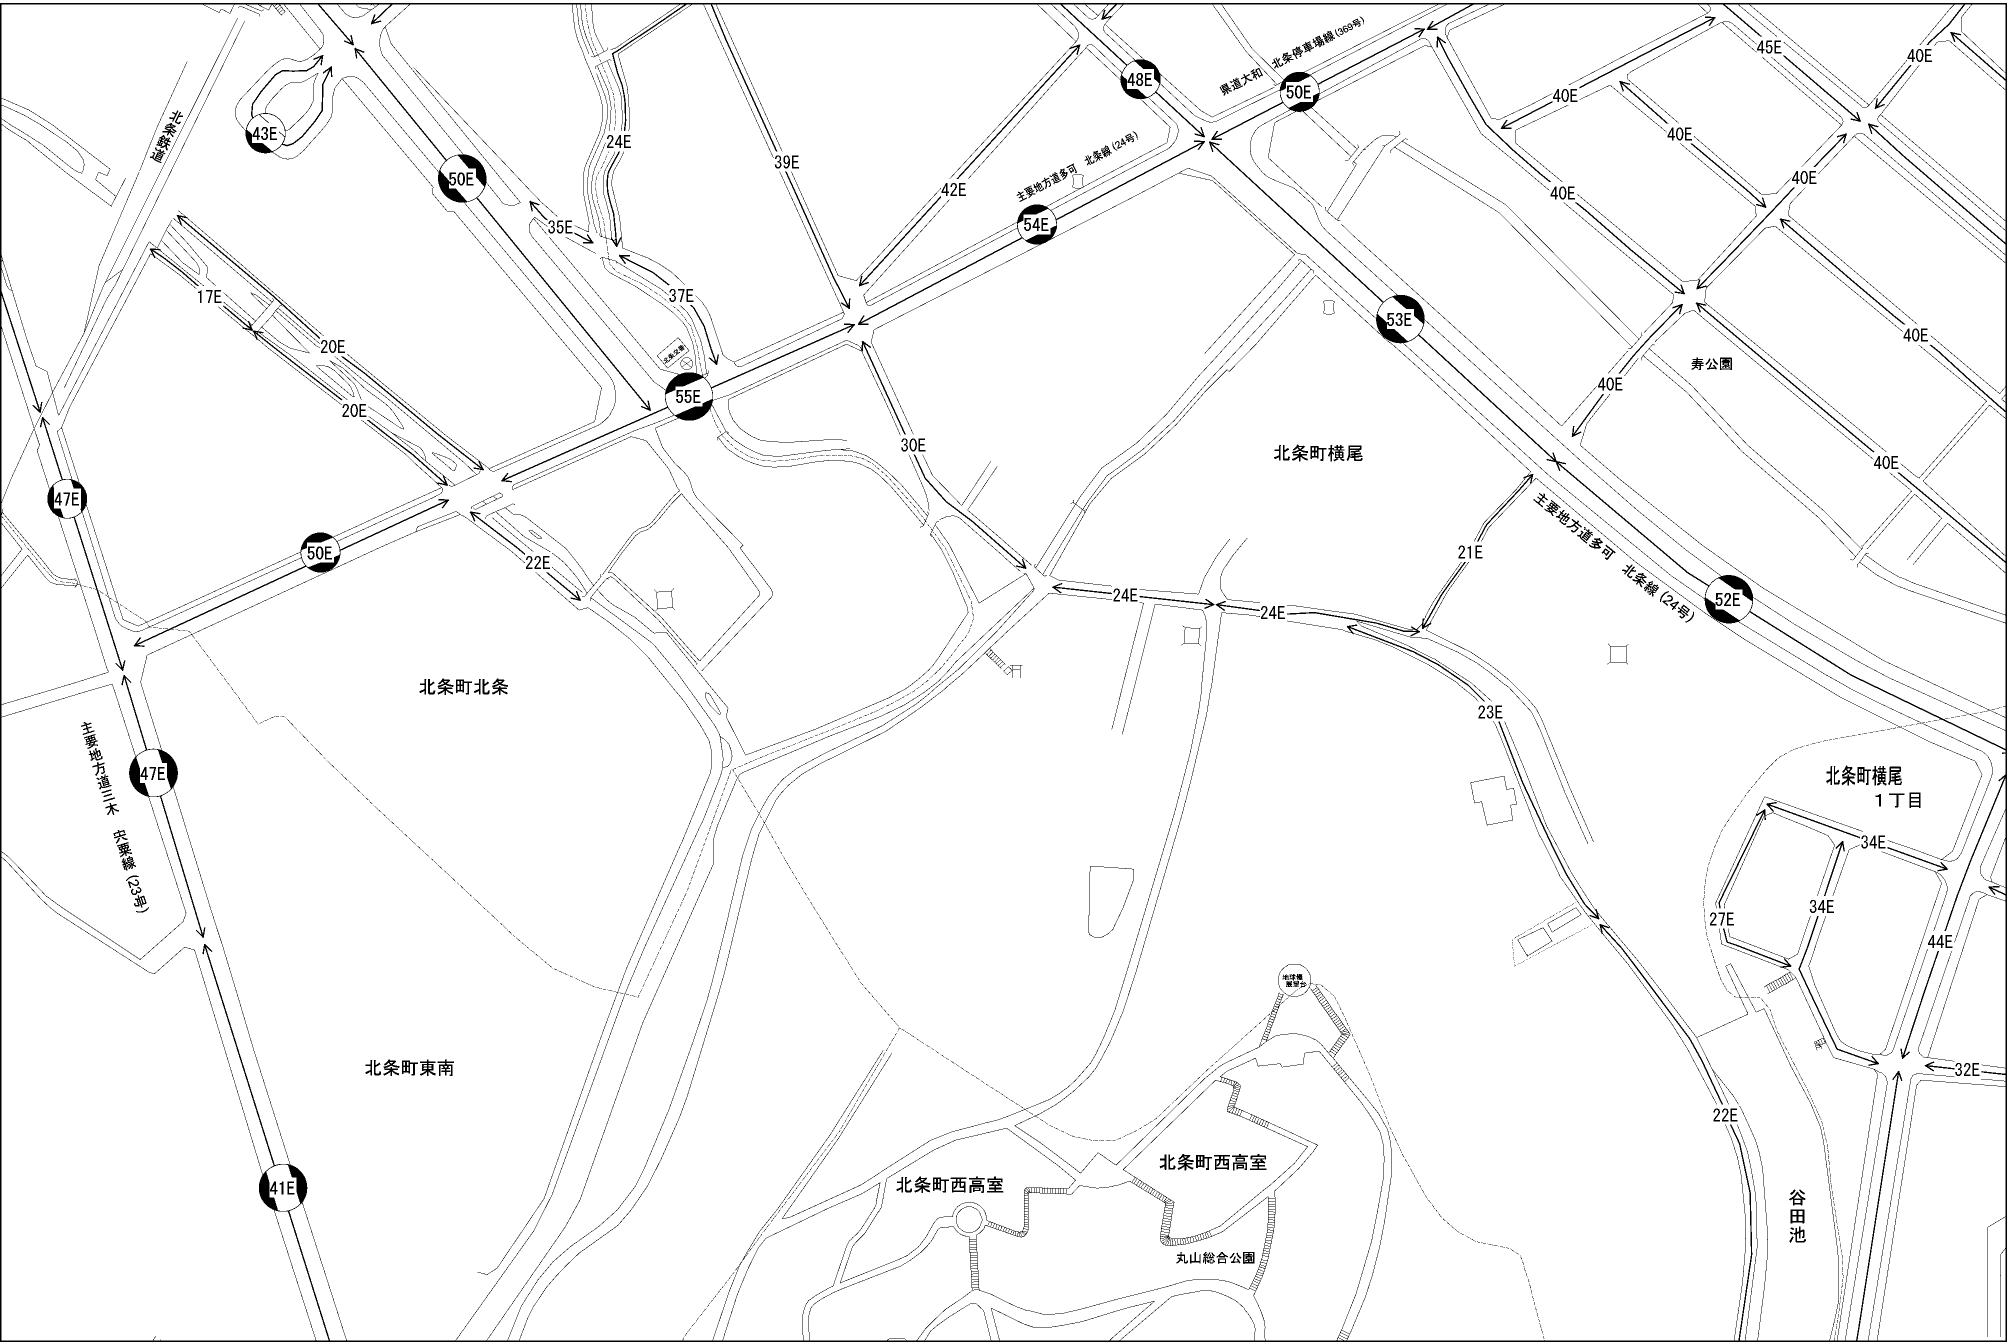 45E
40E
県道大和　北条停車場線(369号)
48E
50E
40E
43E
24E
40E
北条鉄道
39E
主要地方道多可　北条線(24号)
50E
42E
40E
40E
35E
54E
17E
37E
53E
40E
20E
寿公園
55E
40E
20E
30E
北条町横尾
40E
47E
主要地方道多可　北条線(24号)
50E
22E
21E
24E
24E
52E
北条町北条
23E
主要地方道三木　宍粟線(23号)
47E
北条町横尾
１丁目
34E
27E
34E
44E
地球儀
展望台
北条町東南
32E
22E
41E
北条町西高室
北条町西高室
谷田池
丸山総合公園